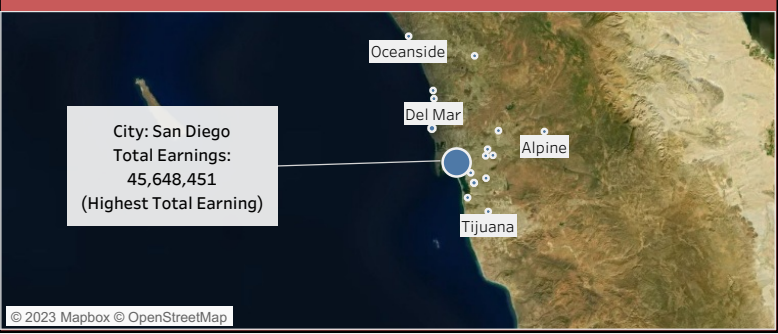 Oceanside
Del Mar
City: San Diego
Total Earnings:
45,648,451
(Highest Total Earning)
Alpine
Tijuana
© 2023 Mapbox © OpenStreetMap